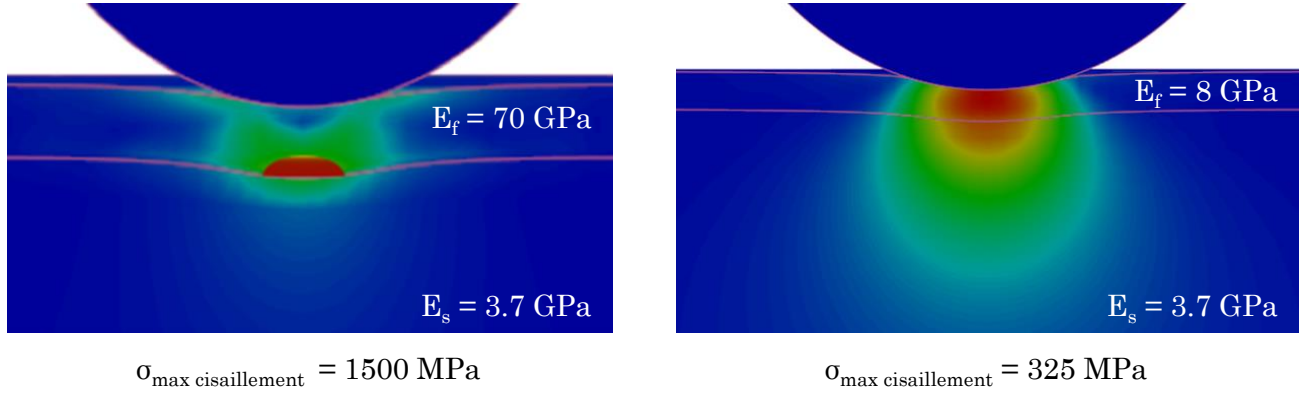 E_f = 70 GPa
E_s = 3.7 GPa
σ_max cisaillement = 1500 MPa
E_f = 8 GPa
E_s = 3.7 GPa
σ_max cisaillement = 325 MPa